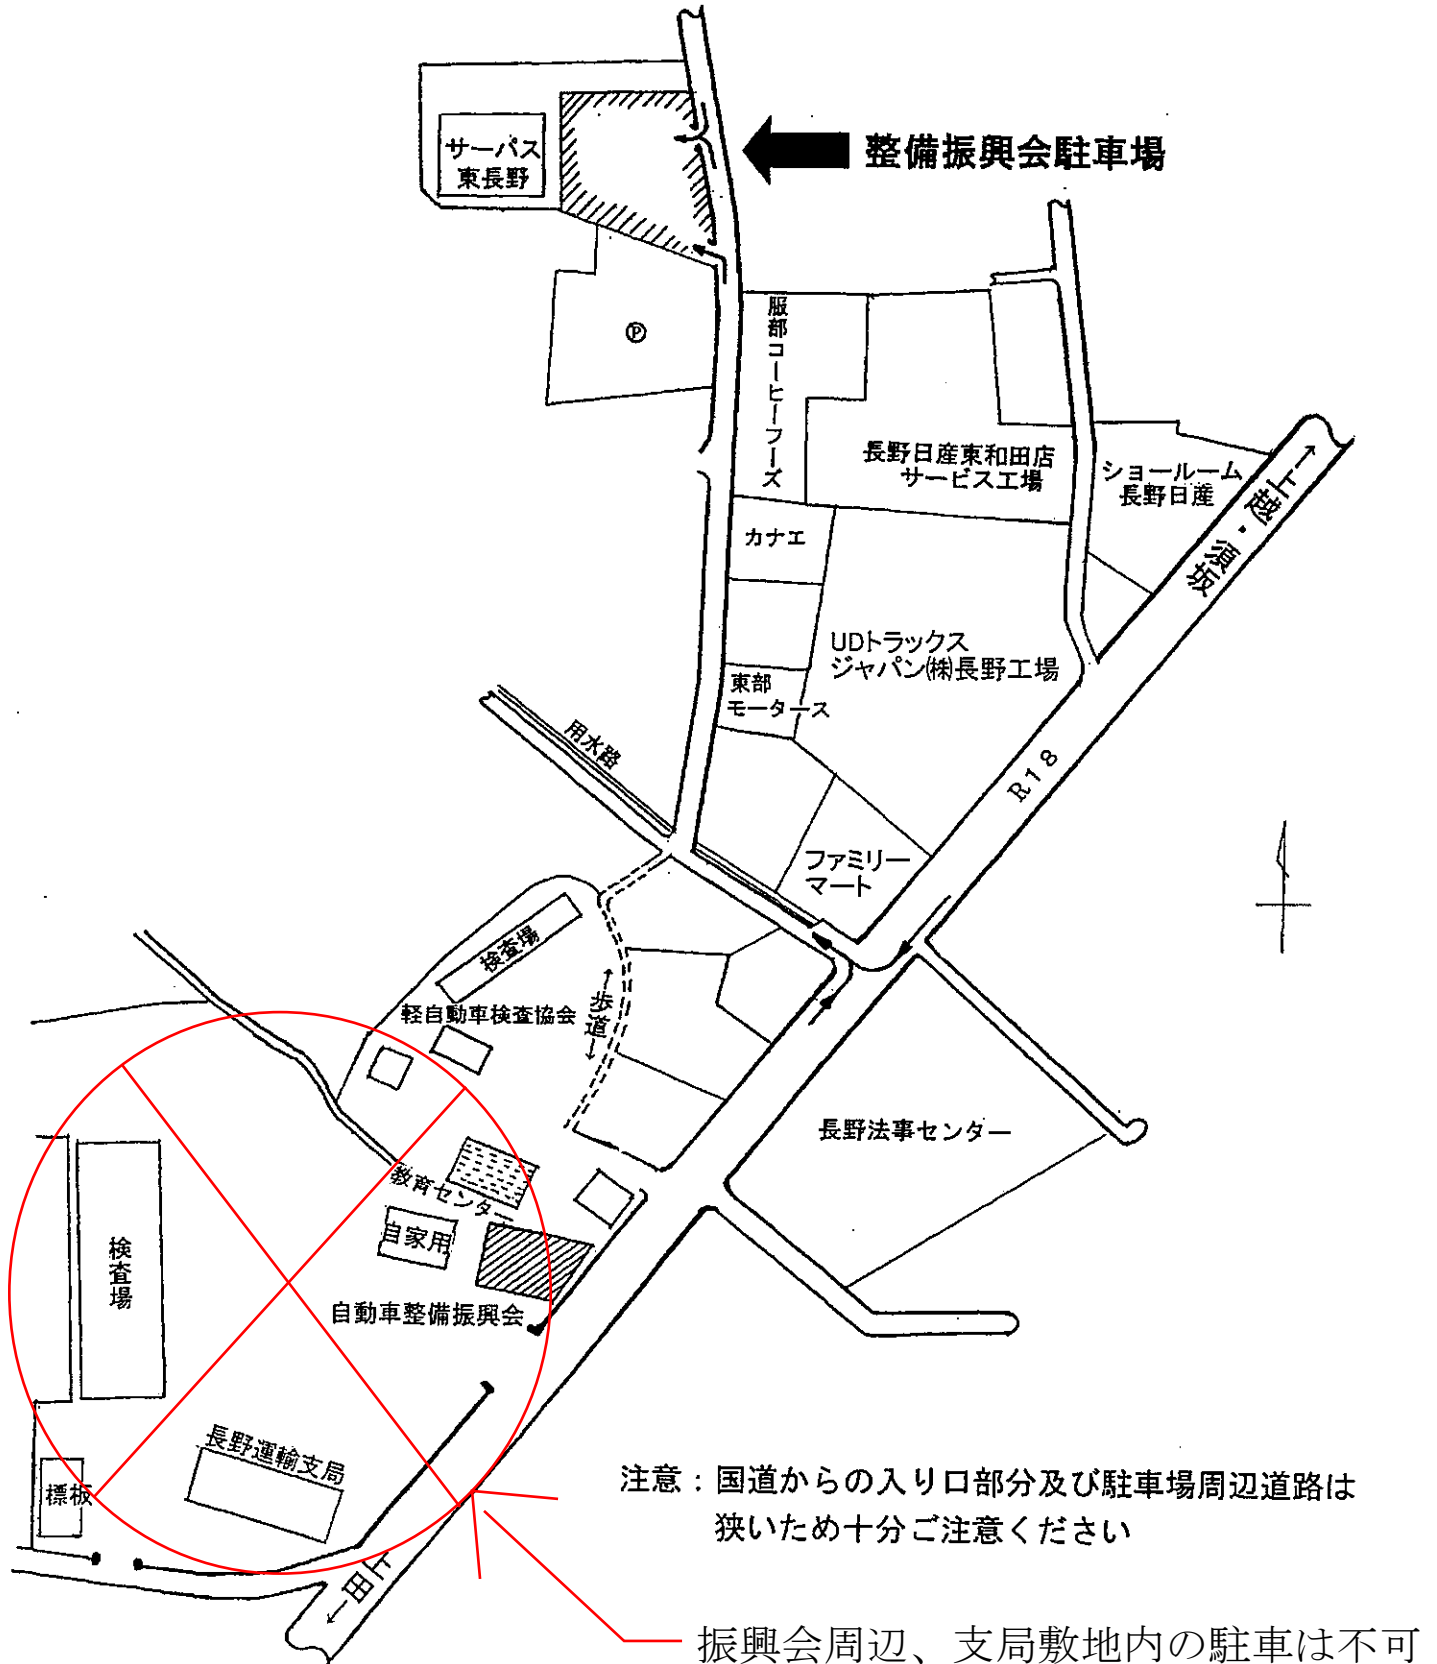 整備振興会駐車場
サーパス
東長野
Ⓟ
服部コーヒーフーズ
長野日産東和田店
サービス工場
ショールーム
長野日産
→上越・須坂
カナエ
UDトラックス
ジャパン㈱長野工場
東部
モータース
用水路
R18
ファミリー
マート
検査場
軽自動車検査協会
←歩道→
長野法事センター
教育センター
自家用
検査場
自動車整備振興会
長野運輸支局
標板
注意：国道からの入り口部分及び駐車場周辺道路は
狭いため十分ご注意ください
上田→
振興会周辺、支局敷地内の駐車は不可